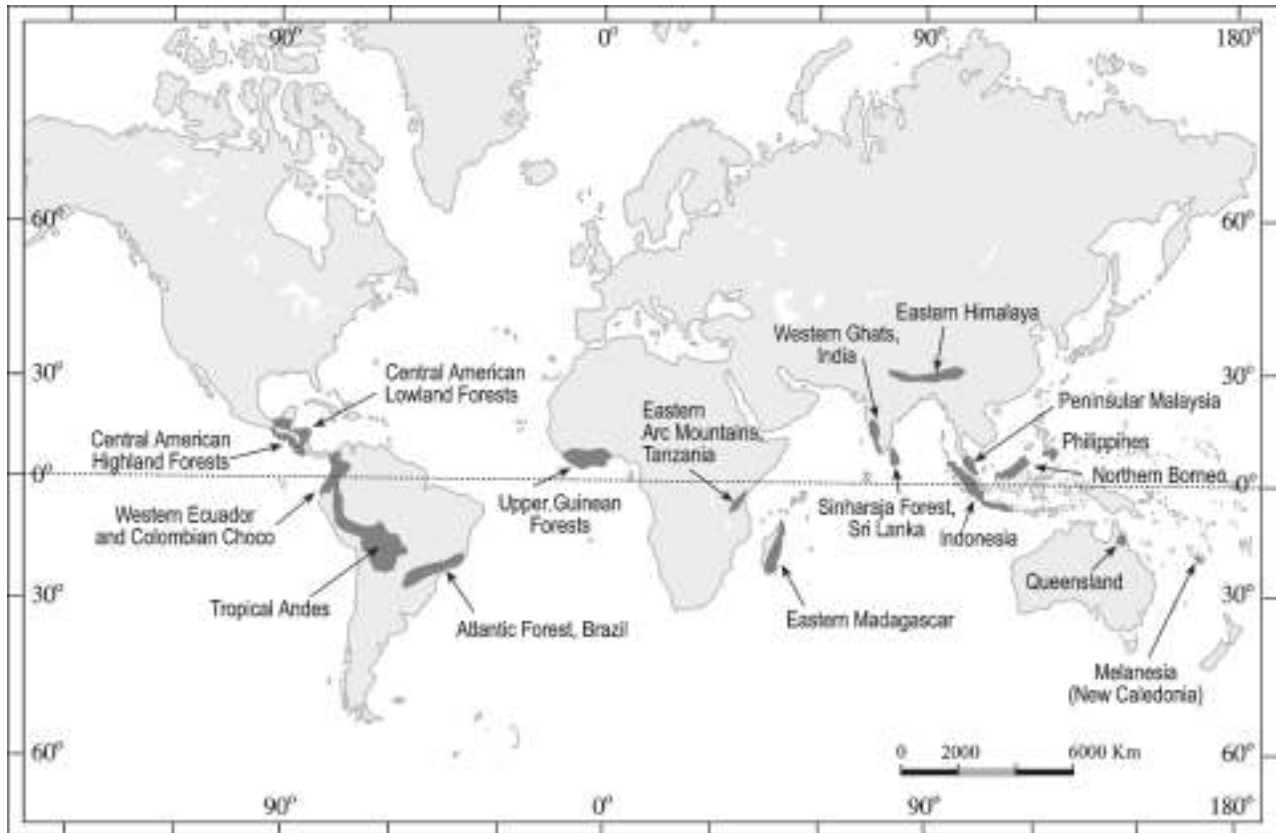 90°
0°
90°
180°
60°
60°
Eastern Himalaya
Western Ghats,
India
30°
30°
Central American
Lowland Forests
Eastern
Arc Mountains,
Tanzania
Peninsular Malaysia
Central American
Highland Forests
Philippines
Northern Borneo
0°
0°
Western Ecuador
and Colombian Choco
Upper Guinean
Forests
Sinharaja Forest,
Sri Lanka
Indonesia
Queensland
Tropical Andes
30°
30°
Atlantic Forest, Brazil
Eastern Madagascar
Melanesia
(New Caledonia)
60°
60°
0 2000 6000 Km
90°
0°
90°
180°